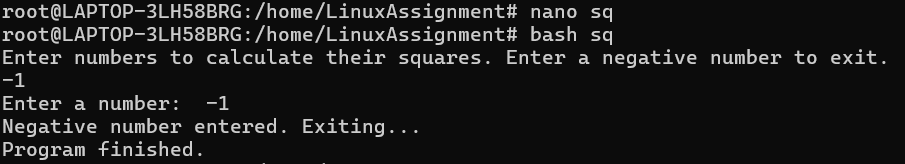 root@LAPTOP-3LH58BRG:/home/LinuxAssignment# nano sq
root@LAPTOP-3LH58BRG:/home/LinuxAssignment# bash sq
Enter numbers to calculate their squares. Enter a negative number to exit.
-1
Enter a number:  -1
Negative number entered. Exiting...
Program finished.